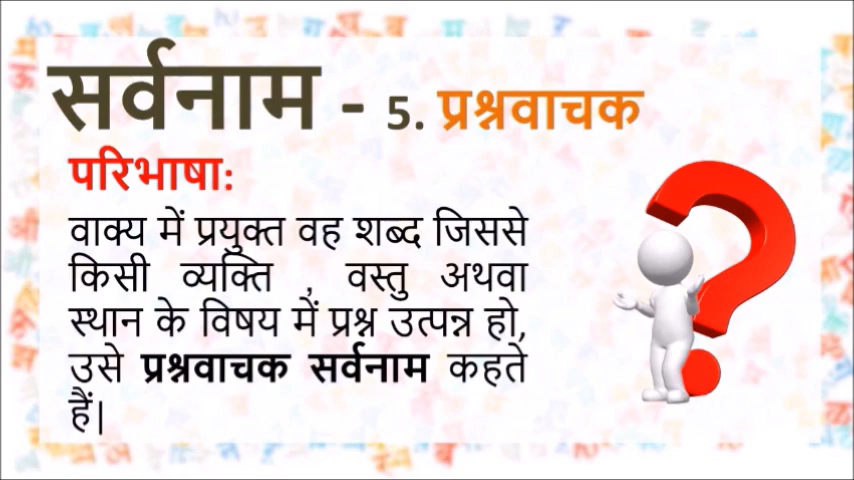 सर्वनाम - 5. प्रश्नवाचक
परिभाषा:
वाक्य में प्रयुक्त वह शब्द जिससे
किसी व्यक्ति , वस्तु अथवा
स्थान के विषय में प्रश्न उत्पन्न हो,
उसे प्रश्नवाचक सर्वनाम कहते
हैं|